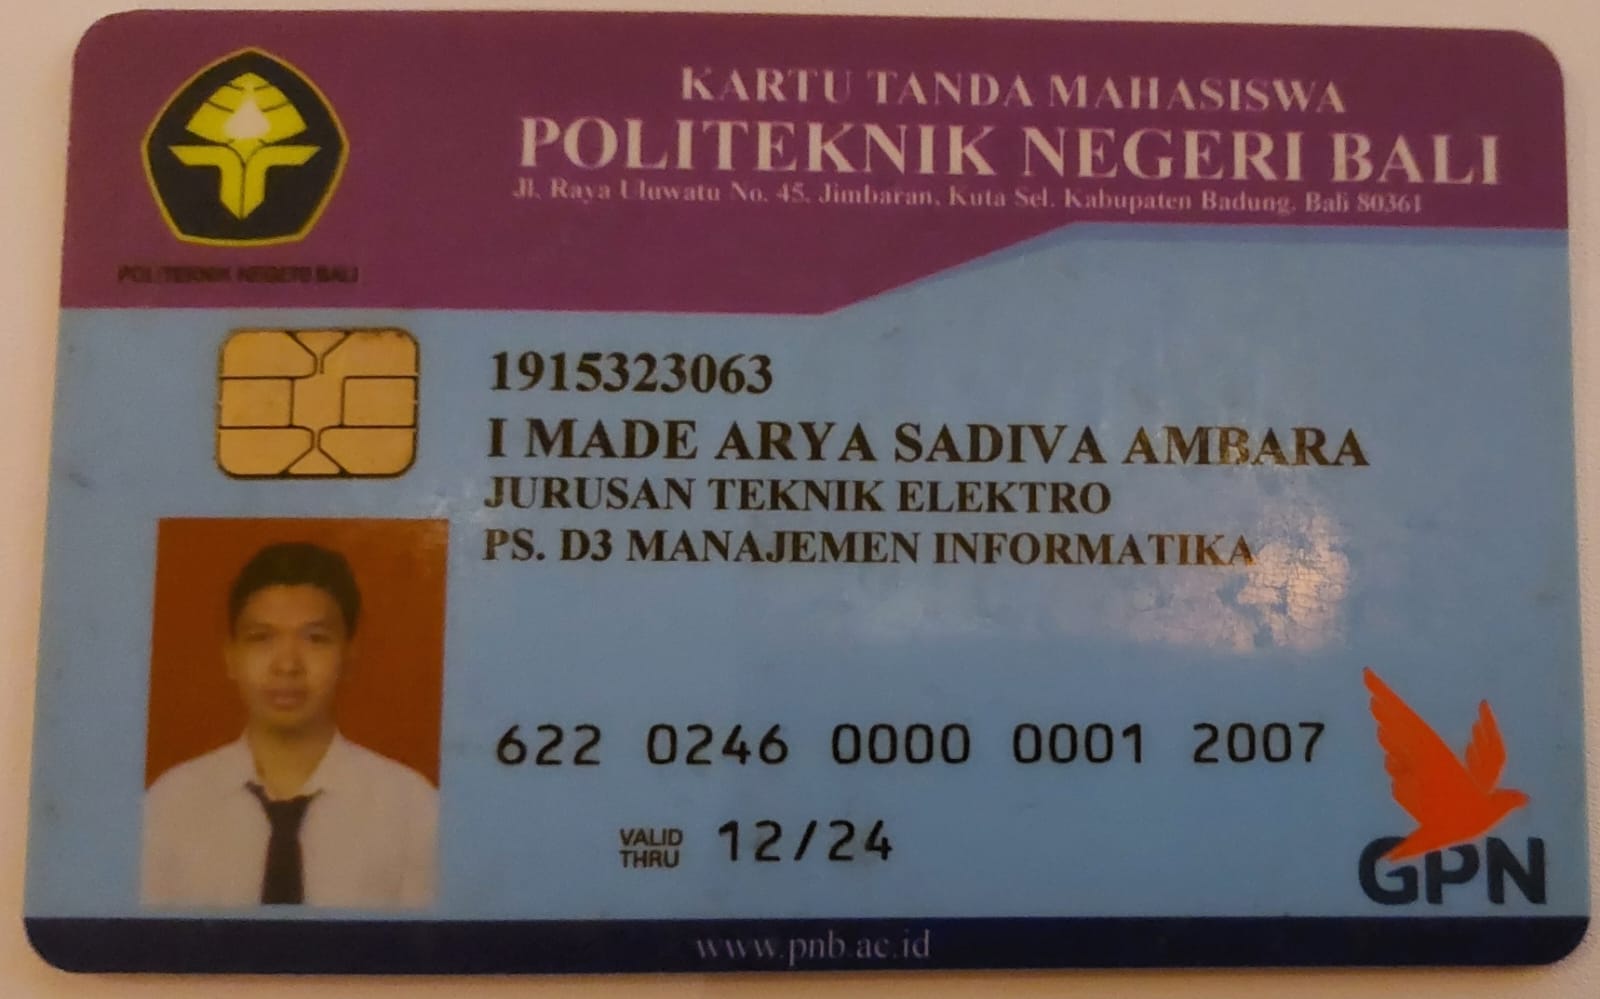 KARTU TANDA MAHASISWA
POLITEKNIK NEGERI BALI
Jl. Raya Uluwatu No. 45, Jimbaran, Kuta Sel. Kabupaten Badung, Bali 80361
POLITEKNIK NEGERI BALI
1915323063
I MADE ARYA SADIVA AMBARA
JURUSAN TEKNIK ELEKTRO
PS. D3 MANAJEMEN INFORMATIKA
622 0246 0000 0001 2007
VALID THRU 12/24
GPN
www.pnb.ac.id